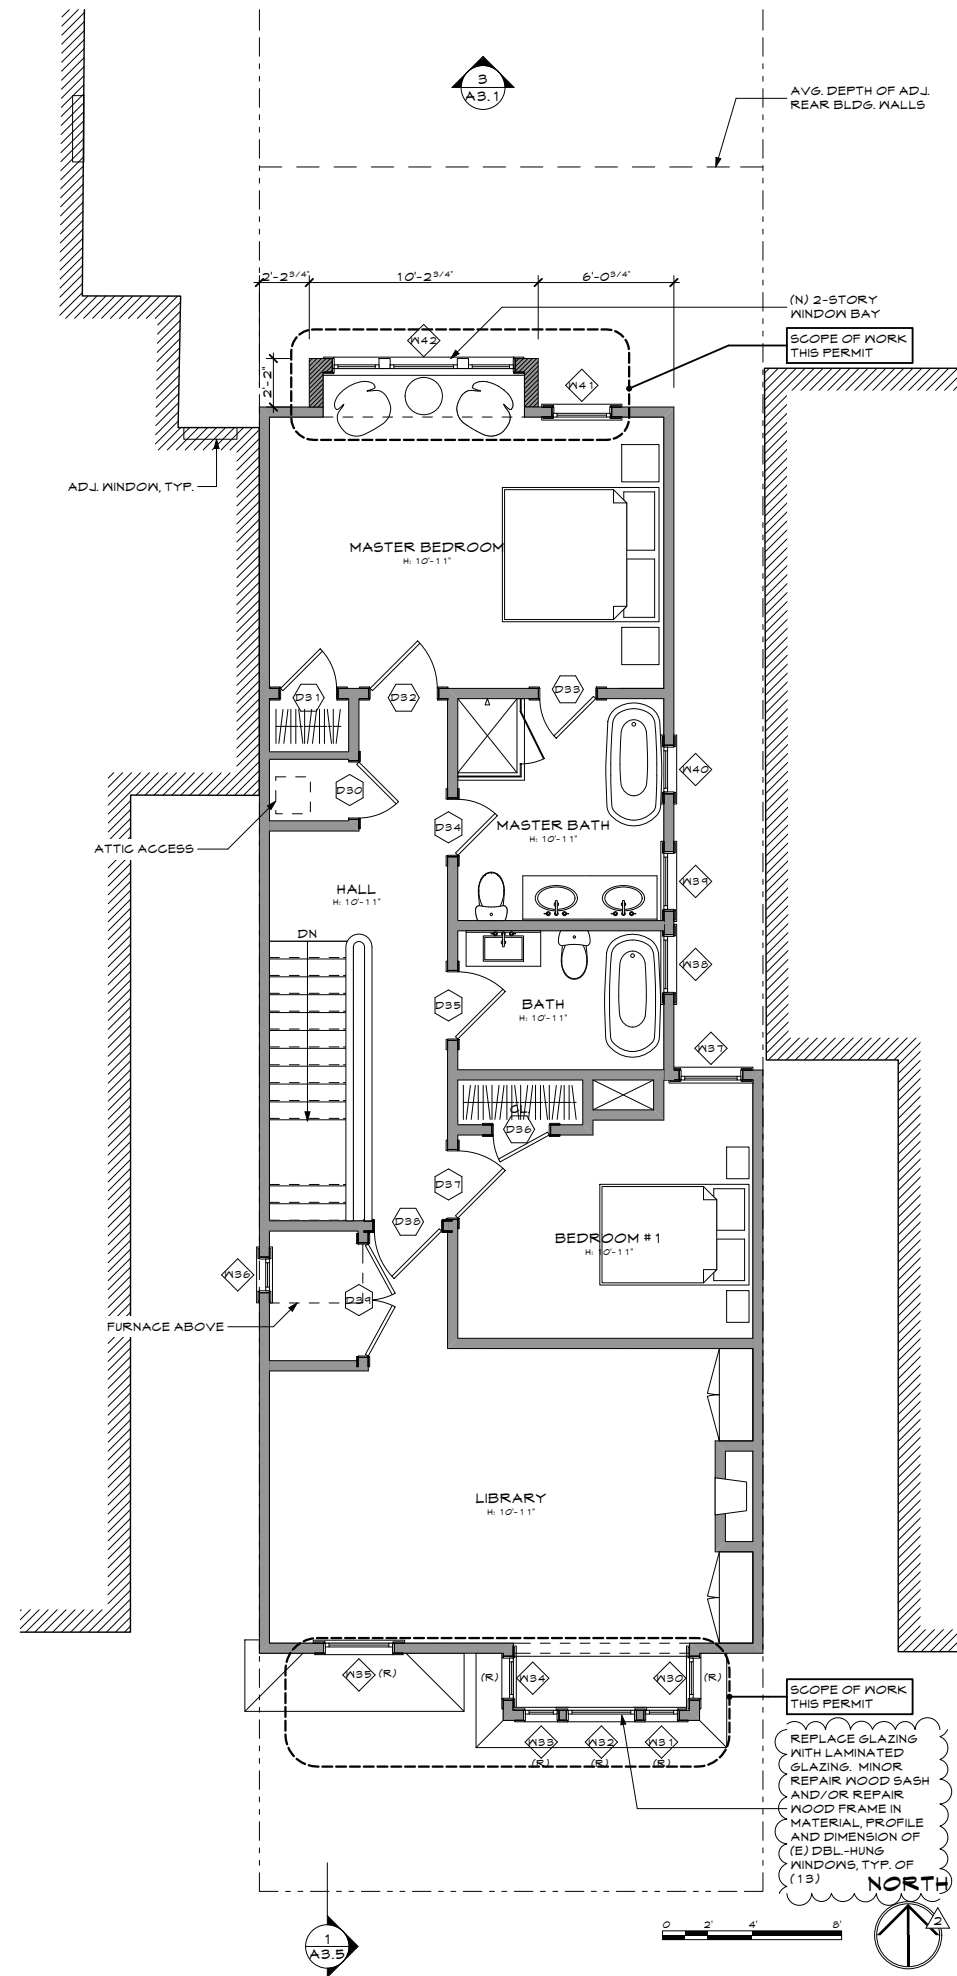 3
A3.1
AVG. DEPTH OF ADJ.
REAR BLDG. WALLS
2'-2 3/4"
10'-2 3/4"
6'-0 3/4"
(N) 2-STORY
WINDOW BAY
SCOPE OF WORK
THIS PERMIT
W42
2'-2"
W41
ADJ. WINDOW, TYP.
MASTER BEDROOM
H: 10'-11"
D31
D32
D33
D30
W40
D34
MASTER BATH
H: 10'-11"
ATTIC ACCESS
W39
HALL
H: 10'-11"
DN
W38
D35
BATH
H: 10'-11"
W37
CL
D36
D37
D38
BEDROOM #1
H: 10'-11"
W36
D39
FURNACE ABOVE
LIBRARY
H: 10'-11"
W35 (R)
(R) W34
W30 (R)
SCOPE OF WORK
THIS PERMIT
W33
W32
W31
(R)
(R)
(R)
REPLACE GLAZING
WITH LAMINATED
GLAZING. MINOR
REPAIR WOOD SASH
AND/OR REPAIR
WOOD FRAME IN
MATERIAL, PROFILE
AND DIMENSION OF
(E) DBL.-HUNG
WINDOWS, TYP. OF
(13)
NORTH
2
0 2' 4' 8'
1
A3.5